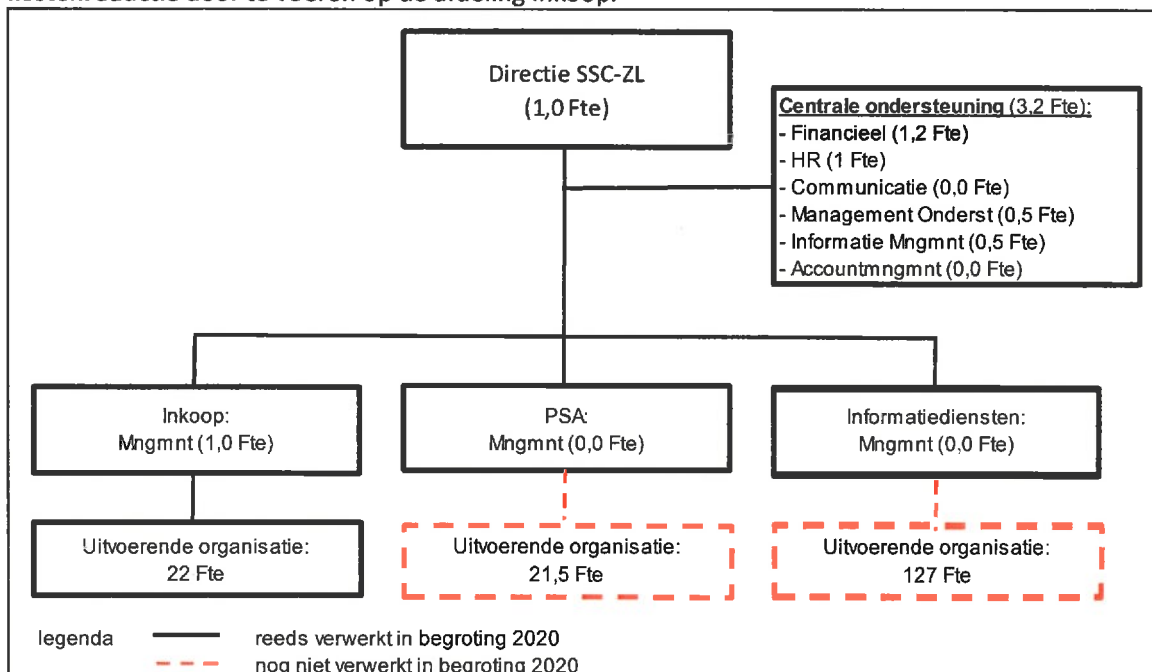 Directie SSC-ZL
(1,0 Fte)
Centrale ondersteuning (3,2 Fte):
- Financieel (1,2 Fte)
- HR (1 Fte)
- Communicatie (0,0 Fte)
- Management Onderst (0,5 Fte)
- Informatie Mngmnt (0,5 Fte)
- Accountmngmnt (0,0 Fte)
Inkoop:
Mngmnt (1,0 Fte)
PSA:
Mngmnt (0,0 Fte)
Informatiediensten:
Mngmnt (0,0 Fte)
Uitvoerende organisatie:
22 Fte
Uitvoerende organisatie:
21,5 Fte
Uitvoerende organisatie:
127 Fte
legenda
reeds verwerkt in begroting 2020
nog niet verwerkt in begroting 2020